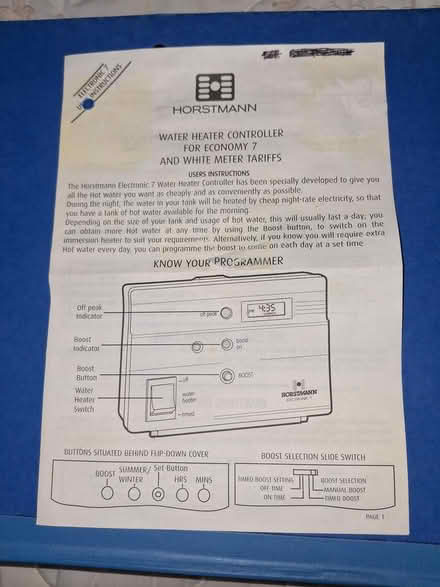 ELECTRONIC 7
INSTRUCTIONS
HORSTMANN
WATER HEATER CONTROLLER
FOR ECONOMY 7
AND WHITE METER TARIFFS
USERS INSTRUCTIONS
The Horstmann Electronic 7 Water Heater Controller has been specially developed to give you
all the Hot water you want as cheaply and as conveniently as possible.
During the night, the water in your tank will be heated by cheap night-rate electricity, so that
you have a tank of hot water available for the morning.
Depending on the size of your tank and usage of hot water, this will usually last a day; you
can obtain more Hot water at any time by using the Boost button, to switch on the
immersion heater to suit your requirements. Alternatively, if you know you will require extra
Hot water every day, you can programme the boost to come on each day at a set time
KNOW YOUR PROGRAMMER
Off peak
Indicator
off peak
4:35
Boost
Indicator
boost
on
Boost
Button
BOOST
Water
Heater
Switch
off
water
heater
timed
HORSTMANN
ELECTRONIC 7
BUTTONS SITUATED BEHIND FLIP-DOWN COVER
BOOST SUMMER/ Set Button
WINTER HRS MINS
BOOST SELECTION SLIDE SWITCH
TIMED BOOST SETTING BOOST SELECTION
OFF TIME MANUAL BOOST
ON TIME TIMED BOOST
PAGE 1